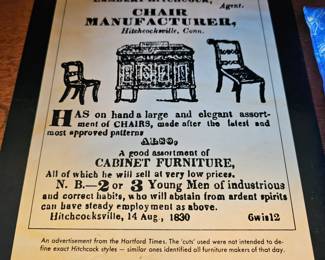 LAMBERT HITCHCOCK,
Agent.
CHAIR
MANUFACTURER,
Hitchcocksville, Conn.
HAS on hand a large and elegant assort-
ment of CHAIRS, made after the latest and
most approved patterns
ALSO,
A good assortment of
CABINET FURNITURE,
All of which he will sell at very low prices.
N. B.—2 or 3 Young Men of industrious
and correct habits, who will abstain from ardent spirits
can have steady employment as above.
Hitchcocksville, 14 Aug, 1830 6wis12
An advertisement from the Hartford Times. The 'cuts' used were not intended to de-
fine exact Hitchcock styles — similar ones identified all furniture makers of that day.